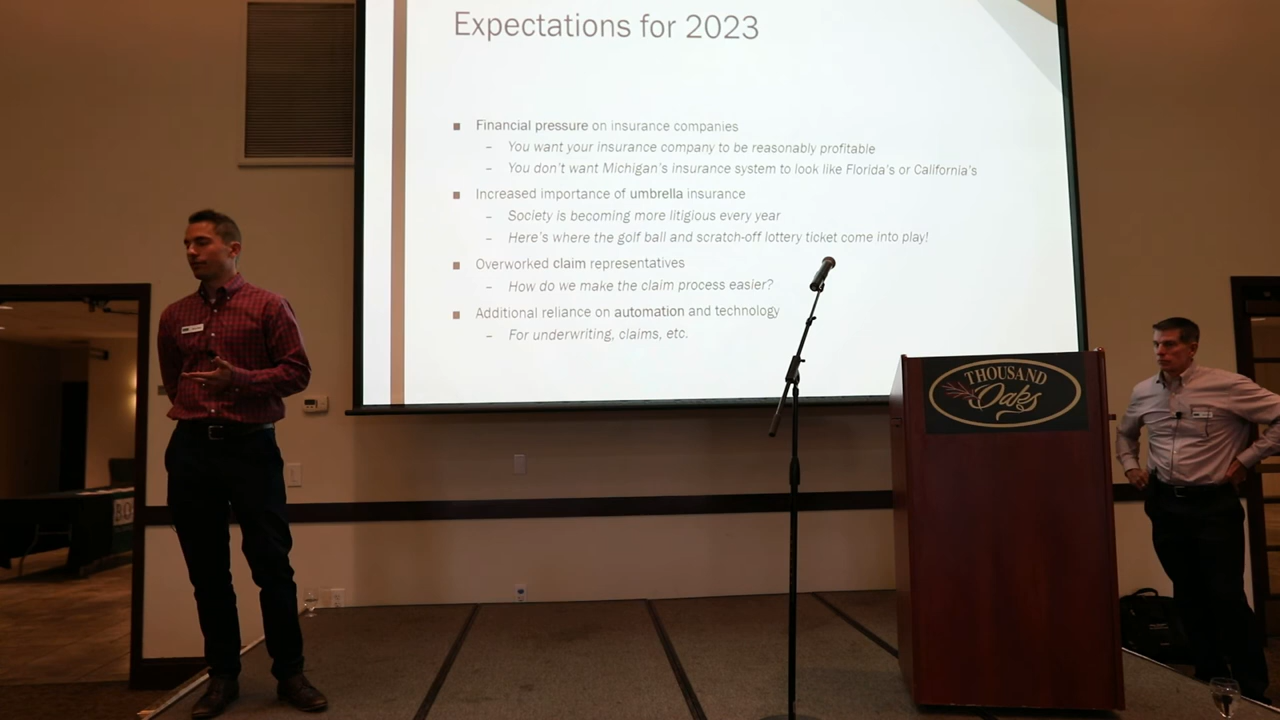 Expectations for 2023
■ Financial pressure on insurance companies
– You want your insurance company to be reasonably profitable
– You don't want Michigan's insurance system to look like Florida's or California's
■ Increased importance of umbrella insurance
– Society is becoming more litigious every year
– Here's where the golf ball and scratch-off lottery ticket come into play!
■ Overworked claim representatives
– How do we make the claim process easier?
■ Additional reliance on automation and technology
– For underwriting, claims, etc.
THOUSAND
Oaks